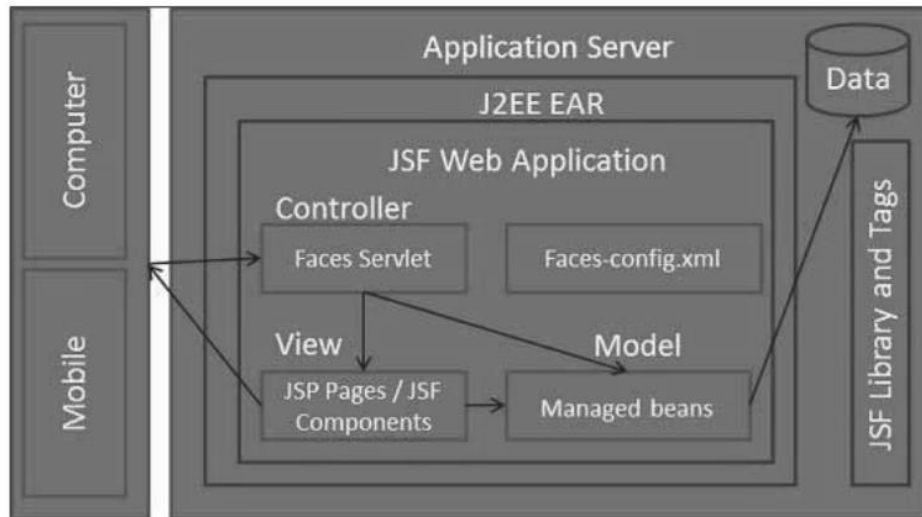 Computer
Mobile
Application Server
J2EE EAR
JSF Web Application
Controller
Faces Servlet
Faces-config.xml
View
JSP Pages / JSF
Components
Model
Managed beans
Data
JSF Library and Tags